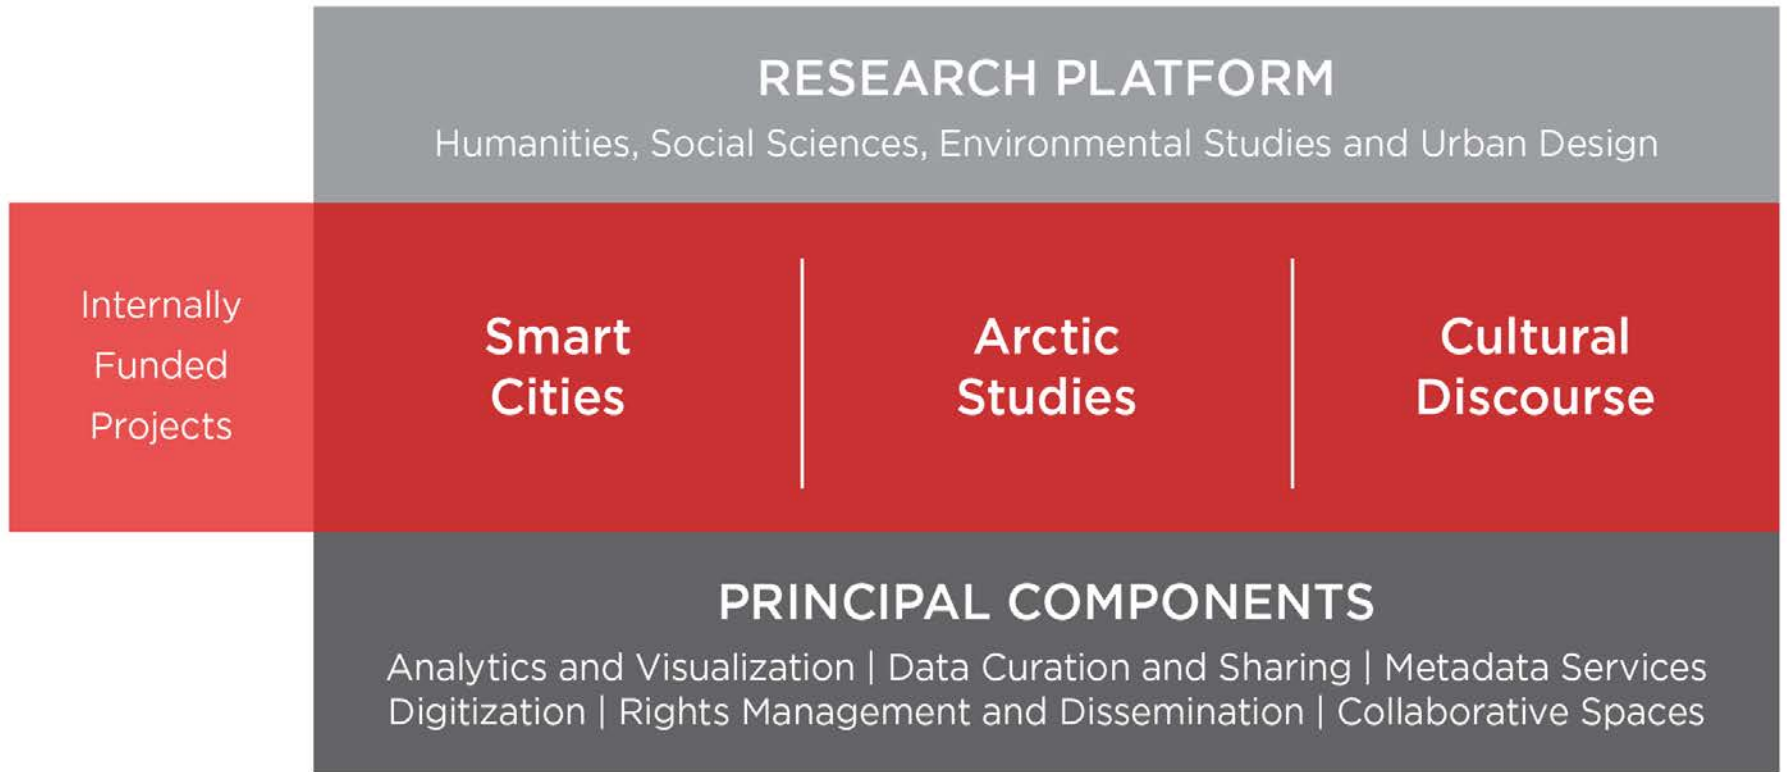 RESEARCH PLATFORM
Humanities, Social Sciences, Environmental Studies and Urban Design
Internally
Funded
Projects
Smart
Cities
Arctic
Studies
Cultural
Discourse
PRINCIPAL COMPONENTS
Analytics and Visualization | Data Curation and Sharing | Metadata Services
Digitization | Rights Management and Dissemination | Collaborative Spaces